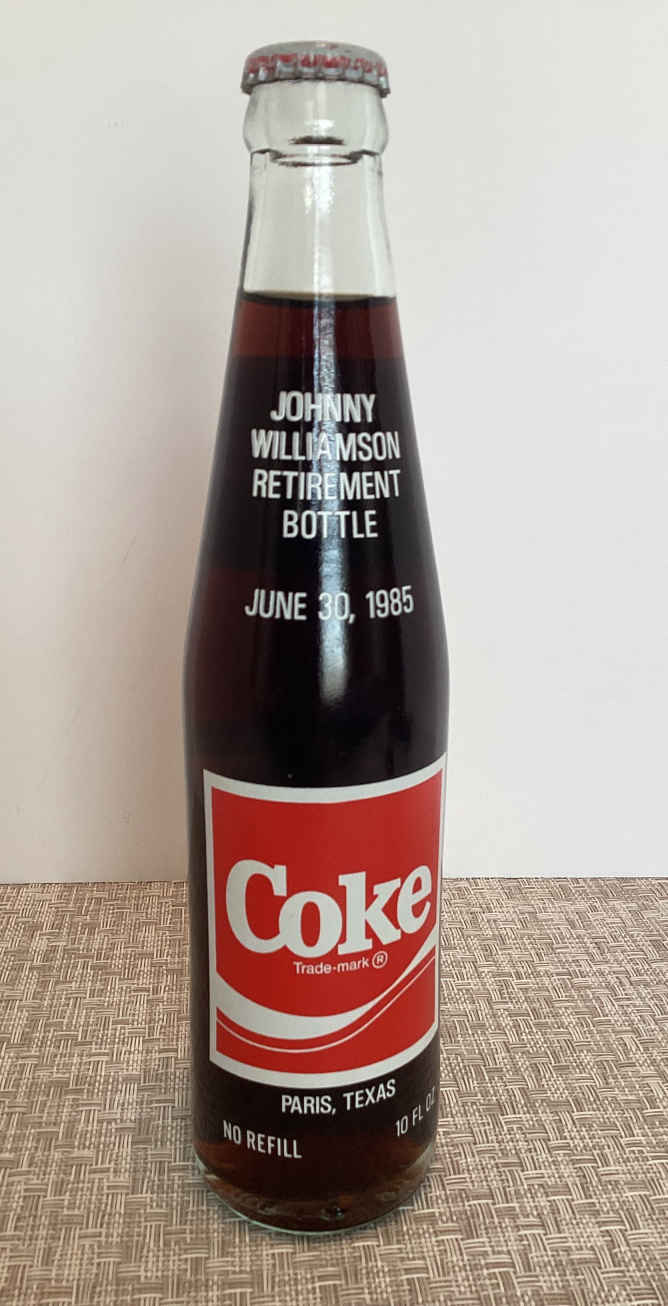 JOHNNY
WILLIAMSON
RETIREMENT
BOTTLE
JUNE 30, 1985
Coke
Trade-mark ®
PARIS, TEXAS
NO REFILL
10 FL OZ